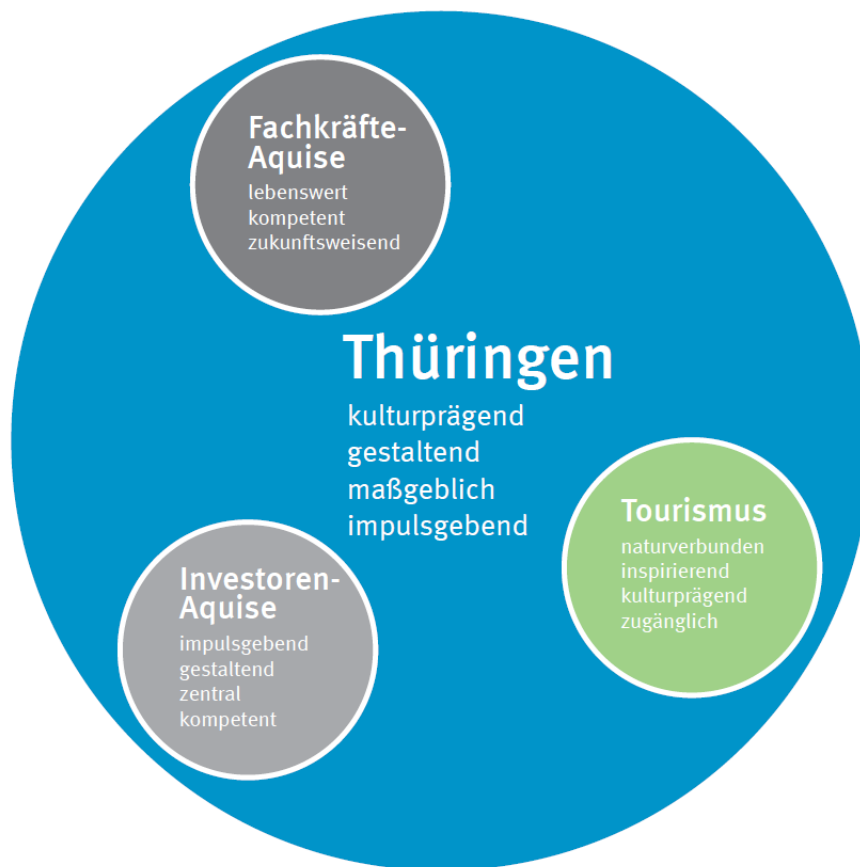 Fachkräfte-
Aquise
lebenswert
kompetent
zukunftsweisend
Thüringen
kulturprägend
gestaltend
maßgeblich
impulsgebend
Tourismus
naturverbunden
inspirierend
kulturprägend
zugänglich
Investoren-
Aquise
impulsgebend
gestaltend
zentral
kompetent